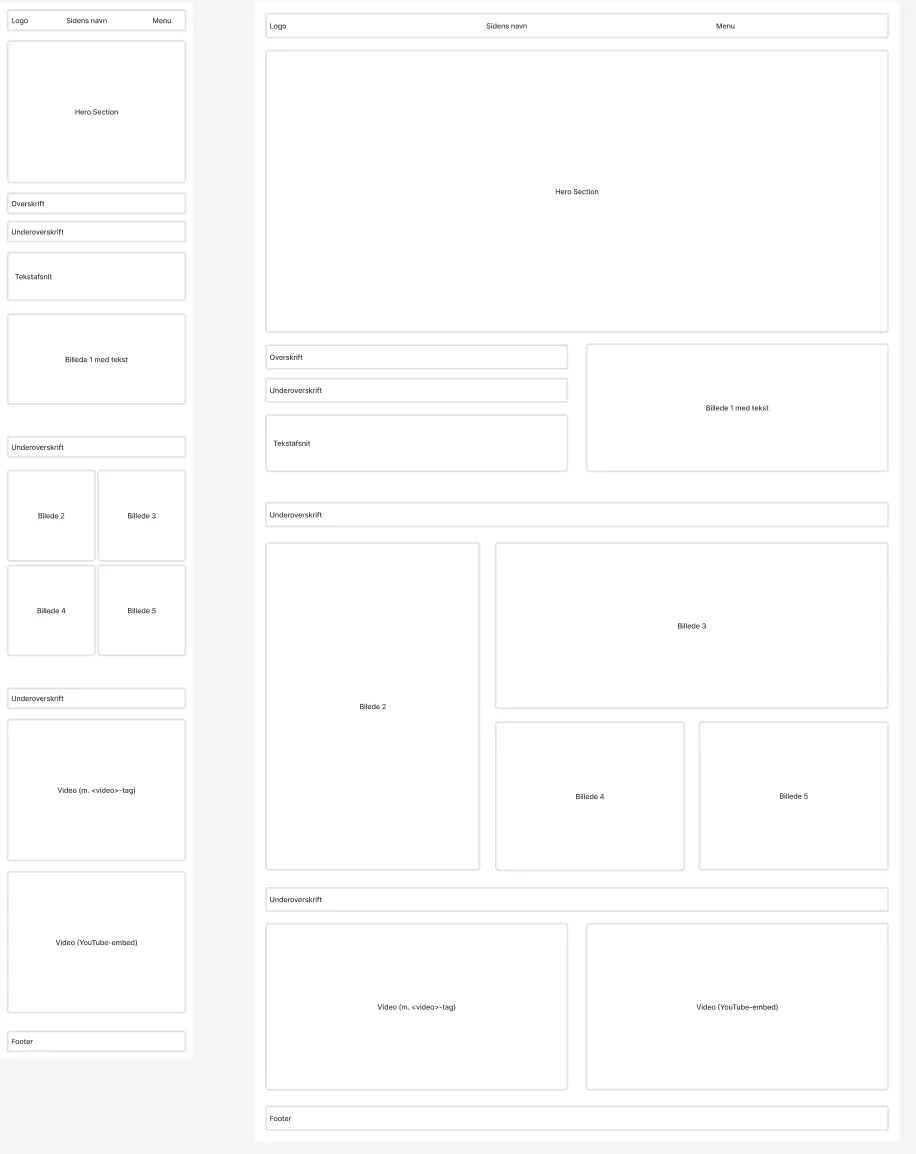 Logo
Sidens navn
Menu
Hero Section
Overskrift
Underoverskrift
Tekstafsnit
Billede 1 med tekst
Underoverskrift
Bilede 2
Billede 3
Billede 4
Billede 5
Underoverskrift
Video (m. <video>-tag)
Video (YouTube-embed)
Footer
Logo
Sidens navn
Menu
Hero Section
Overskrift
Underoverskrift
Tekstafsnit
Billede 1 med tekst
Underoverskrift
Bilede 2
Billede 3
Billede 4
Billede 5
Underoverskrift
Video (m. <video>-tag)
Video (YouTube-embed)
Footer